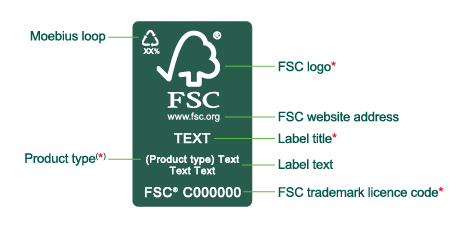 Moebius loop
XX%
®
FSC
www.fsc.org
TEXT
(Product type) Text
Text Text
FSC® C000000
FSC logo*
FSC website address
Label title*
Product type(*)
Label text
FSC trademark licence code*